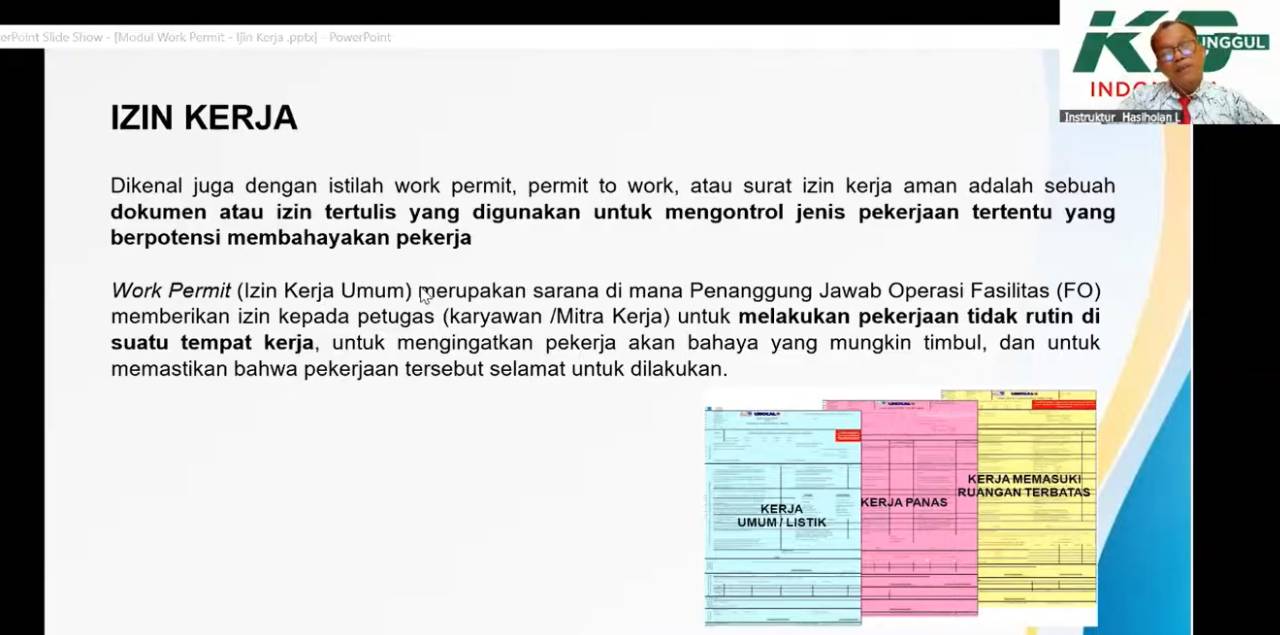 erPoint Slide Show - [Modul Work Permit - Ijin Kerja .pptx] - PowerPoint
UNGGUL
Instruktur Hasiholan L
IZIN KERJA
Dikenal juga dengan istilah work permit, permit to work, atau surat izin kerja aman adalah sebuah
dokumen atau izin tertulis yang digunakan untuk mengontrol jenis pekerjaan tertentu yang
berpotensi membahayakan pekerja
Work Permit (Izin Kerja Umum) merupakan sarana di mana Penanggung Jawab Operasi Fasilitas (FO)
memberikan izin kepada petugas (karyawan /Mitra Kerja) untuk melakukan pekerjaan tidak rutin di
suatu tempat kerja, untuk mengingatkan pekerja akan bahaya yang mungkin timbul, dan untuk
memastikan bahwa pekerjaan tersebut selamat untuk dilakukan.
KERJA
UMUM / LISTIK
KERJA PANAS
KERJA MEMASUKI
RUANGAN TERBATAS